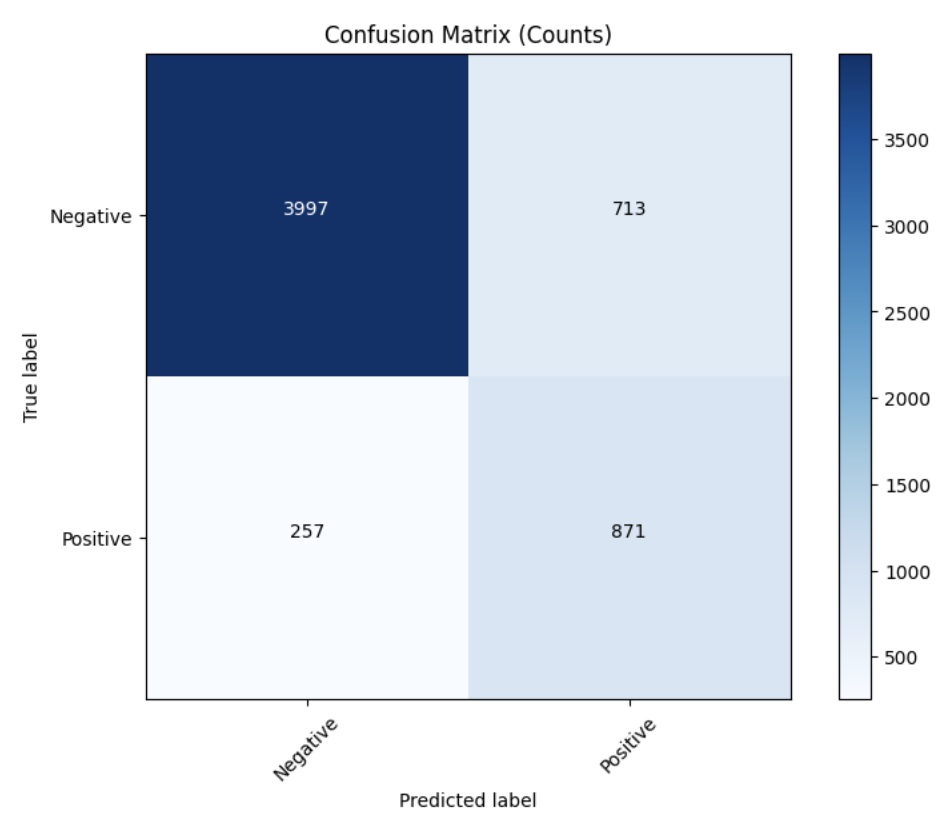 Confusion Matrix (Counts)
True label
Negative
Positive
3997
713
257
871
Negative
Positive
Predicted label
3500
3000
2500
2000
1500
1000
500